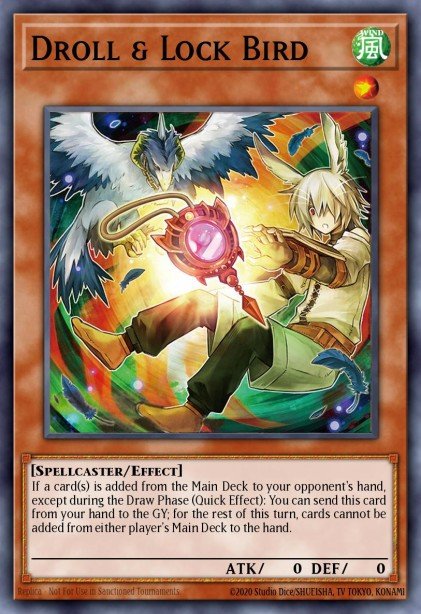 DROLL & LOCK BIRD
WIND
風
[SPELLCASTER/EFFECT]
If a card(s) is added from the Main Deck to your opponent's hand,
except during the Draw Phase (Quick Effect): You can send this card
from your hand to the GY; for the rest of this turn, cards cannot be
added from either player's Main Deck to the hand.
ATK/ 0 DEF/ 0
Replica - Not For Use in Sanctioned Tournaments
©2020 Studio Dice/SHUEISHA, TV TOKYO, KONAMI